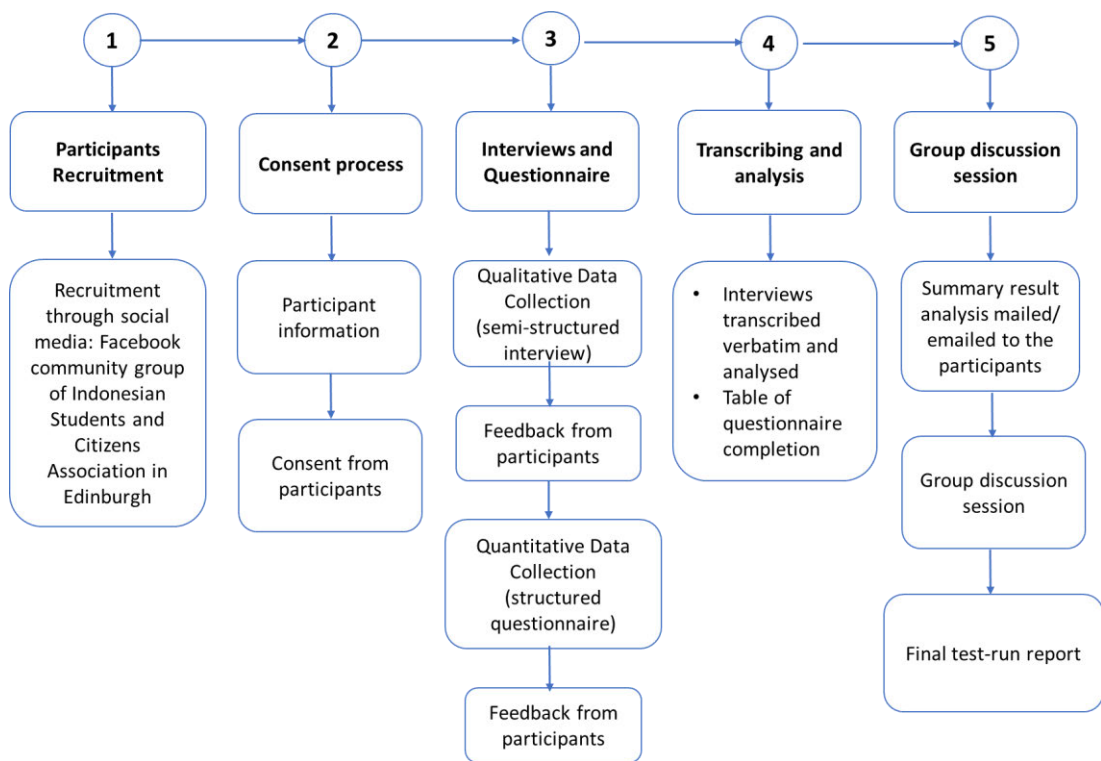 1
2
3
4
5
Participants
Recruitment
Consent process
Interviews and
Questionnaire
Transcribing and
analysis
Group discussion
session
Recruitment
through social
media: Facebook
community group
of Indonesian
Students and
Citizens
Association in
Edinburgh
Participant
information
Consent from
participants
Qualitative Data
Collection
(semi-structured
interview)
Feedback from
participants
Quantitative Data
Collection
(structured
questionnaire)
Feedback from
participants
• Interviews
transcribed
verbatim and
analysed
• Table of
questionnaire
completion
Summary result
analysis mailed/
emailed to the
participants
Group discussion
session
Final test-run report